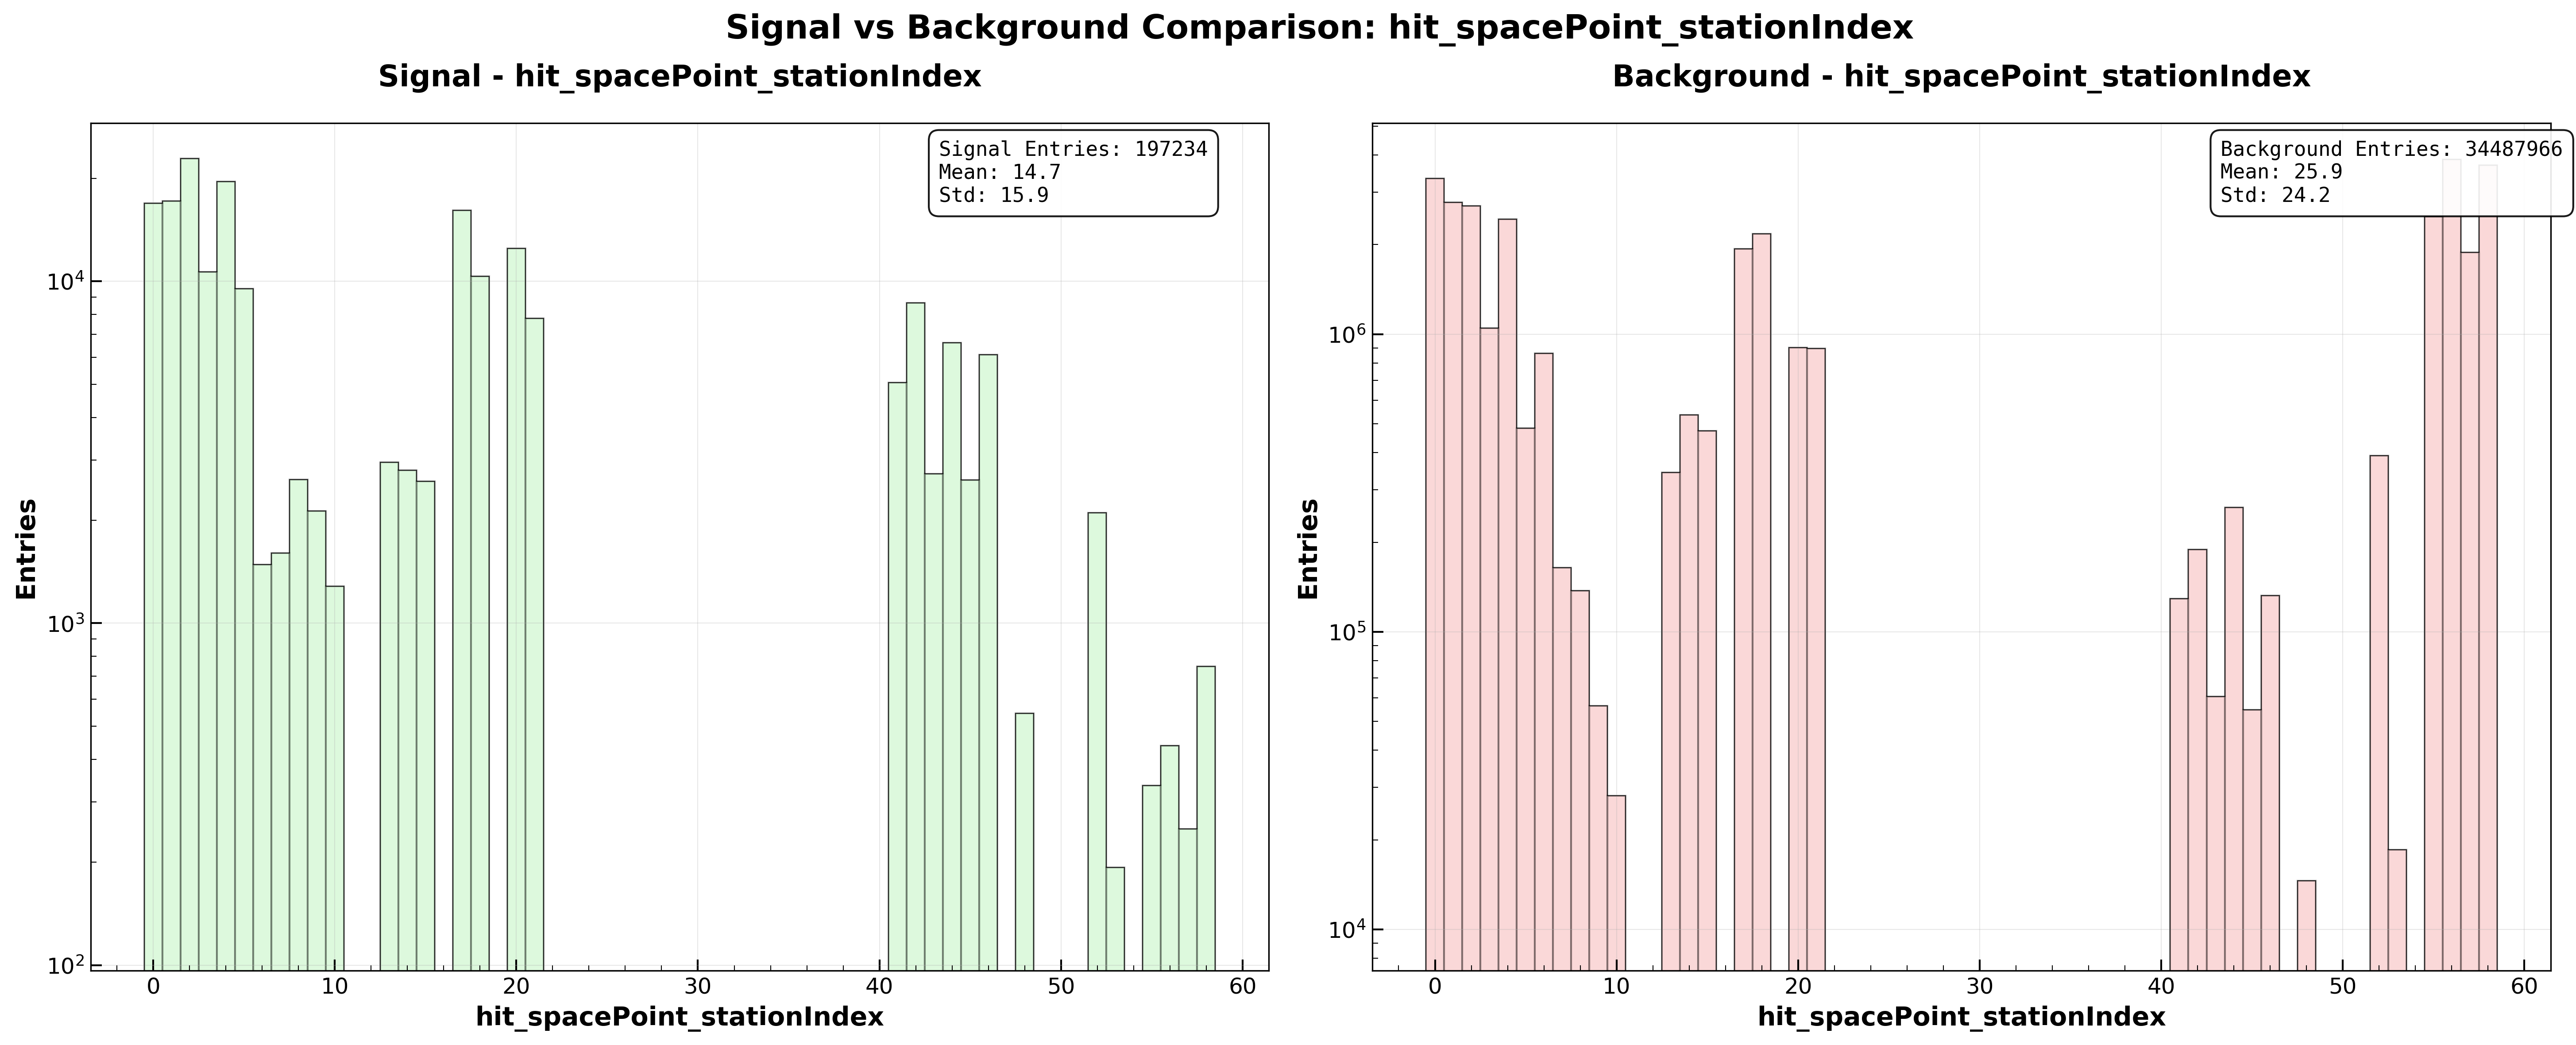 Signal vs Background Comparison: hit_spacePoint_stationIndex
Signal - hit_spacePoint_stationIndex
Signal Entries: 197234
Mean: 14.7
Std: 15.9
10^4
10^3
10^2
Entries
0 10 20 30 40 50 60
hit_spacePoint_stationIndex
Background - hit_spacePoint_stationIndex
Background Entries: 34487966
Mean: 25.9
Std: 24.2
10^6
10^5
10^4
Entries
0 10 20 30 40 50 60
hit_spacePoint_stationIndex